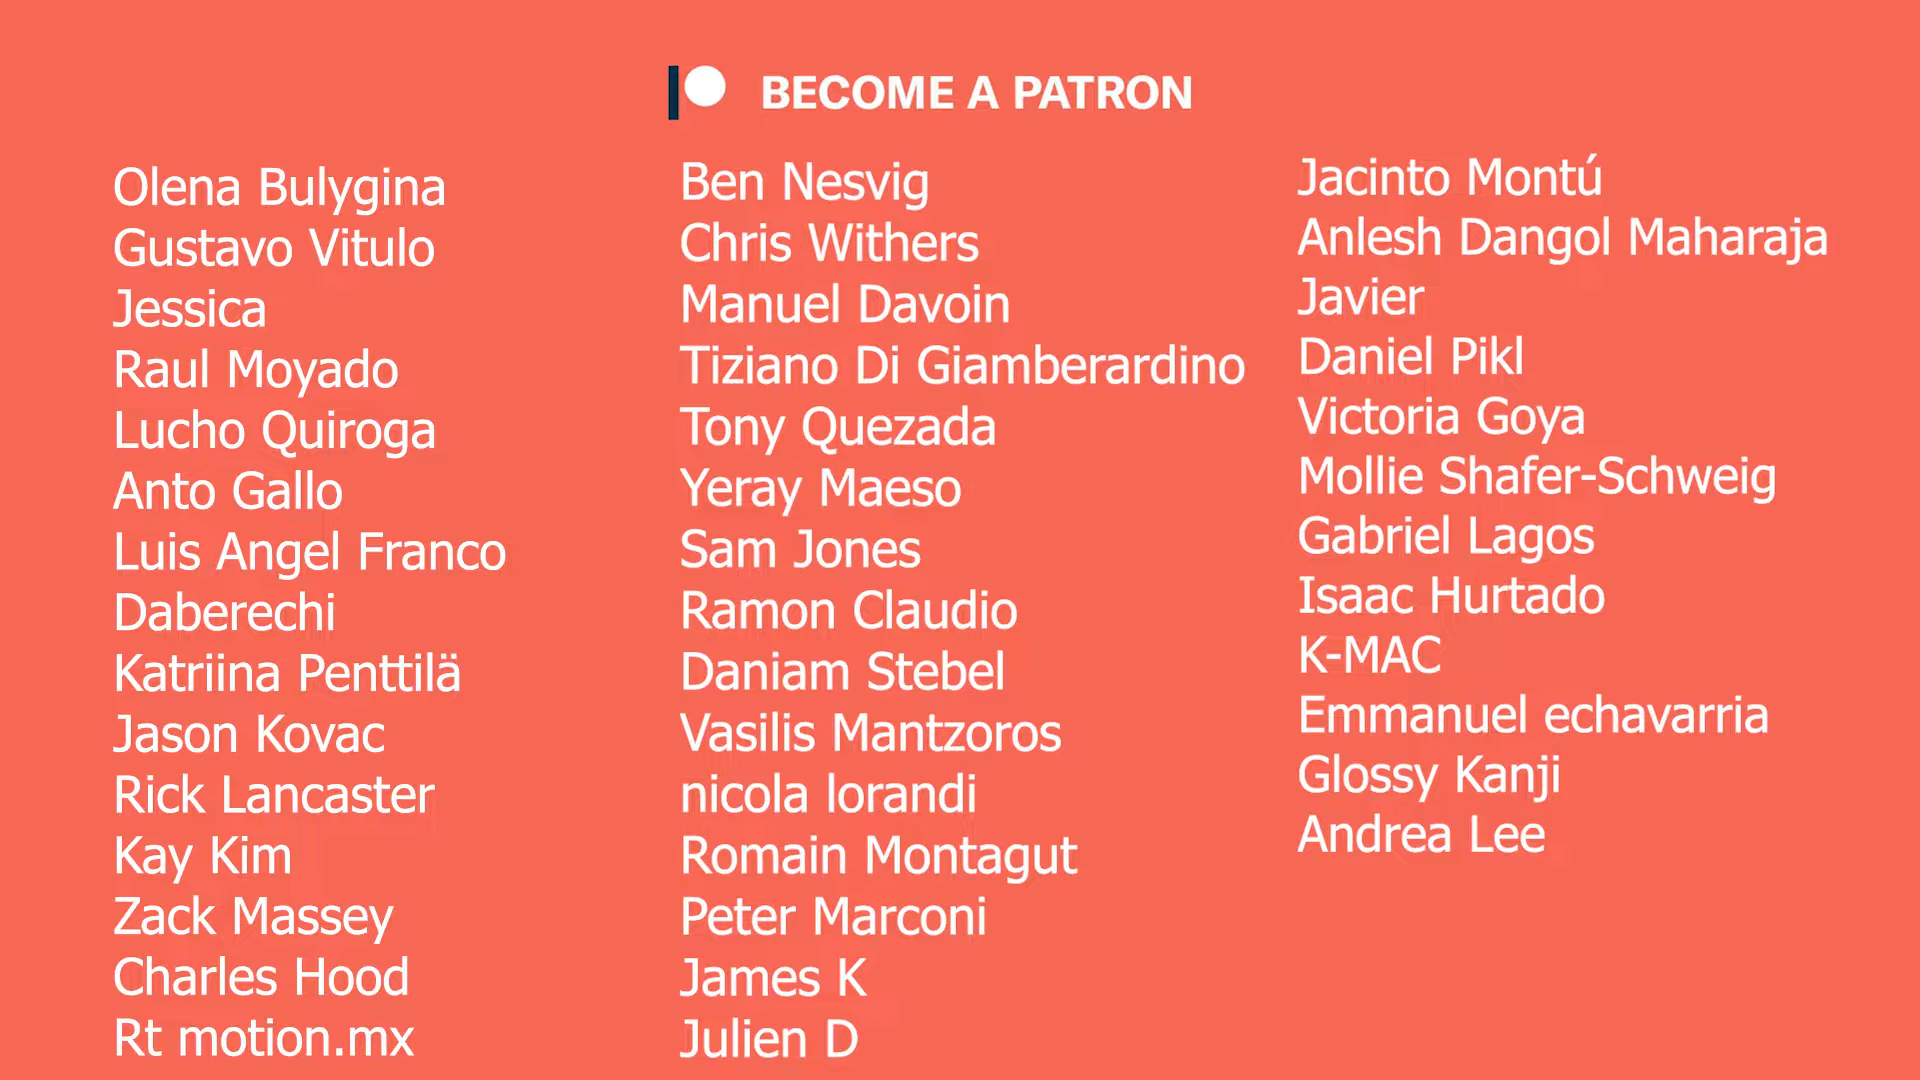 BECOME A PATRON
Olena Bulygina
Gustavo Vitulo
Jessica
Raul Moyado
Lucho Quiroga
Anto Gallo
Luis Angel Franco
Daberechi
Katriina Penttilä
Jason Kovac
Rick Lancaster
Kay Kim
Zack Massey
Charles Hood
Rt motion.mx
Ben Nesvig
Chris Withers
Manuel Davoin
Tiziano Di Giamberardino
Tony Quezada
Yeray Maeso
Sam Jones
Ramon Claudio
Daniam Stebel
Vasilis Mantzoros
nicola lorandi
Romain Montagut
Peter Marconi
James K
Julien D
Jacinto Montú
Anlesh Dangol Maharaja
Javier
Daniel Pikl
Victoria Goya
Mollie Shafer-Schweig
Gabriel Lagos
Isaac Hurtado
K-MAC
Emmanuel echavarria
Glossy Kanji
Andrea Lee